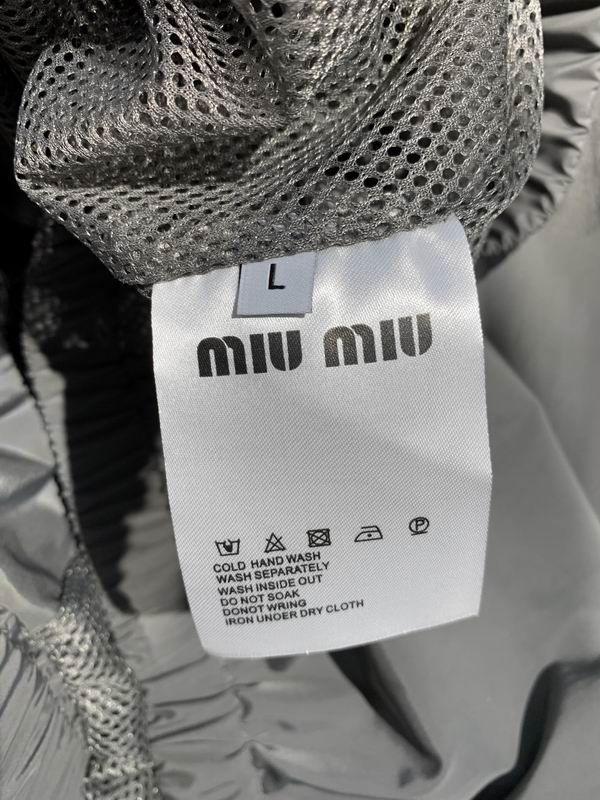 L
MIU MIU
P
COLD HAND WASH
WASH SEPARATELY
WASH INSIDE OUT
DO NOT SOAK
DONOT WRING
IRON UNDER DRY CLOTH